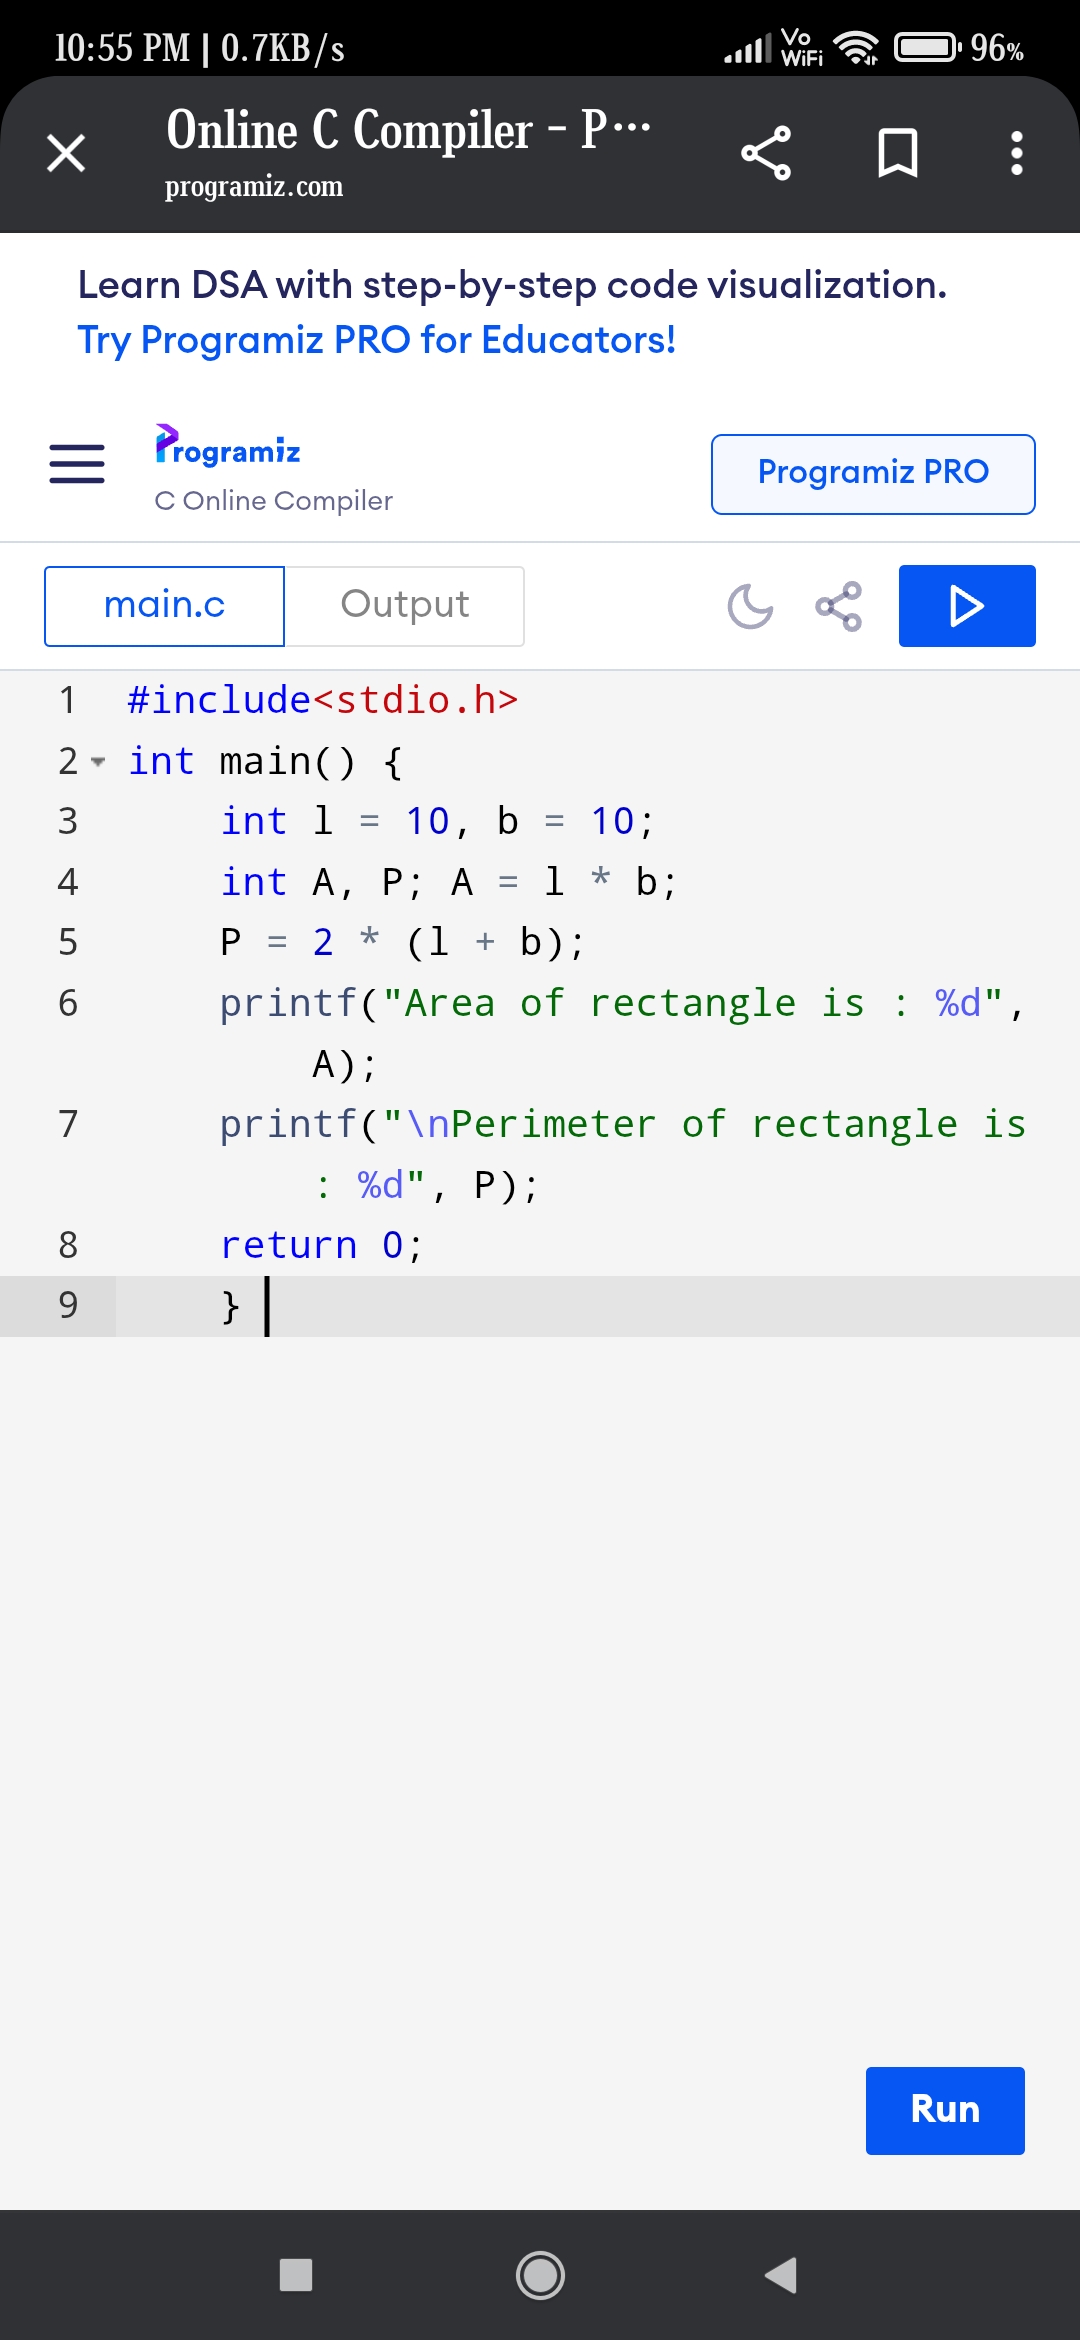 10:55 PM | 0.7KB/s Vo WiFi 96%
Online C Compiler - P...
programiz.com
Learn DSA with step-by-step code visualization.
Try Programiz PRO for Educators!
Programiz
C Online Compiler
Programiz PRO
main.c Output
1 #include<stdio.h>
2 int main() {
3 int l = 10, b = 10;
4 int A, P; A = l * b;
5 P = 2 * (l + b);
6 printf("Area of rectangle is : %d",
A);
7 printf("\nPerimeter of rectangle is
: %d", P);
8 return 0;
9 }
Run